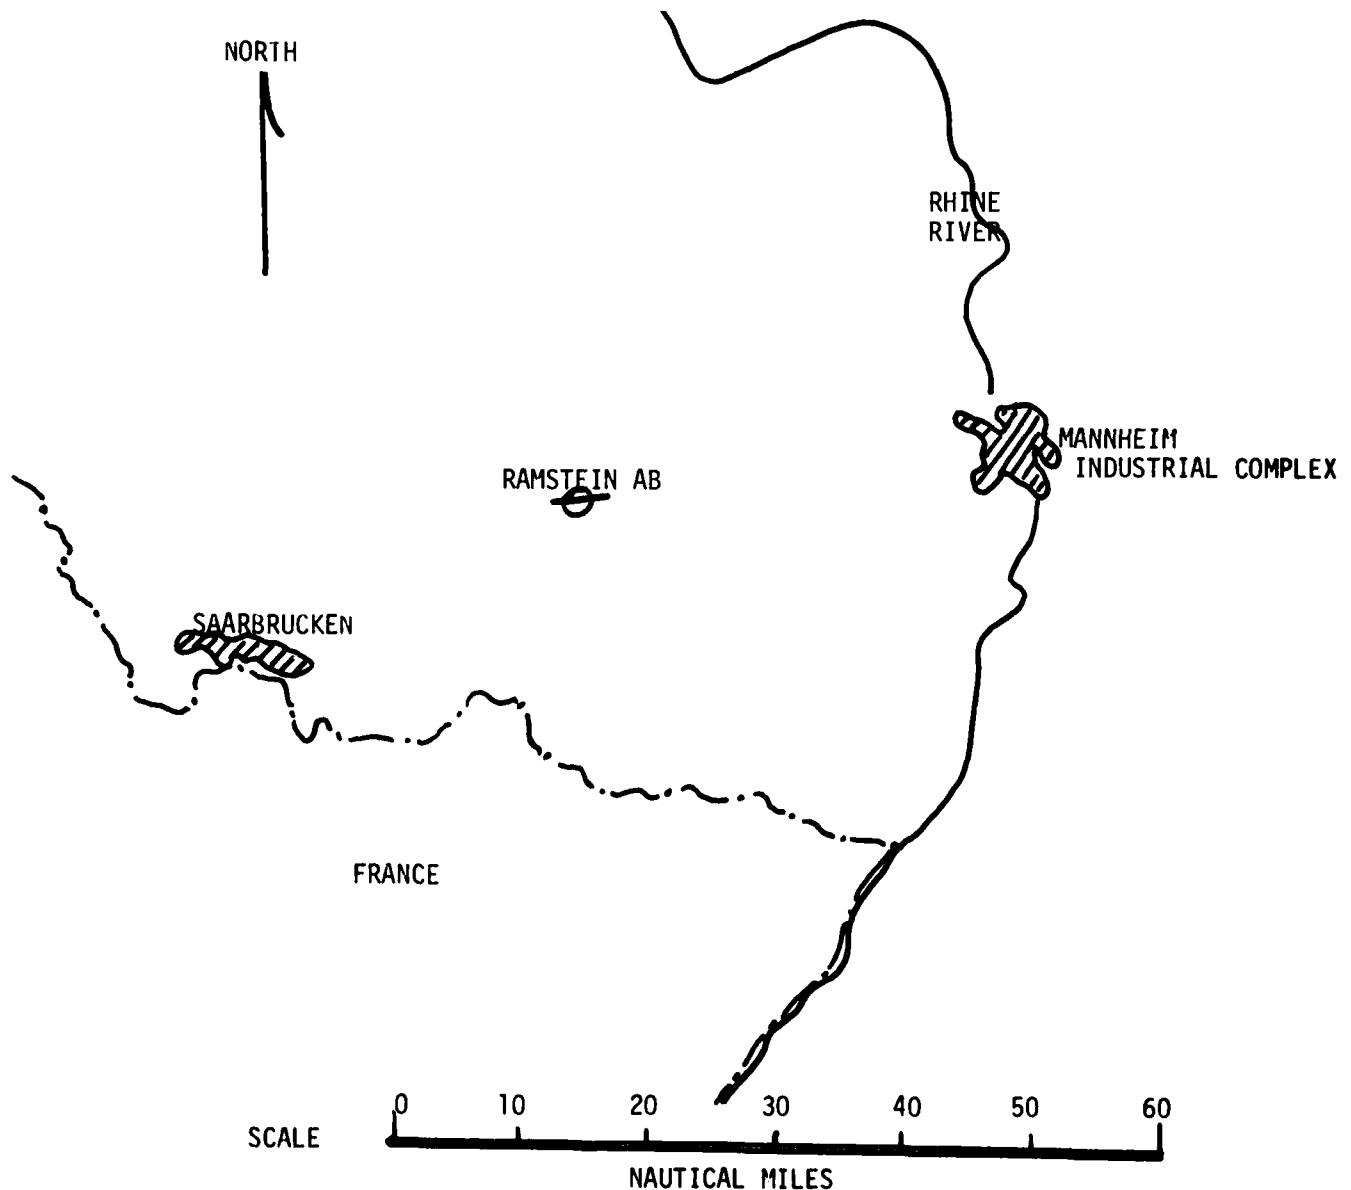 NORTH
RHINE
RIVER
MANNHEIM
INDUSTRIAL COMPLEX
RAMSTEIN AB
SAARBRUCKEN
FRANCE
0 10 20 30 40 50 60
SCALE
NAUTICAL MILES